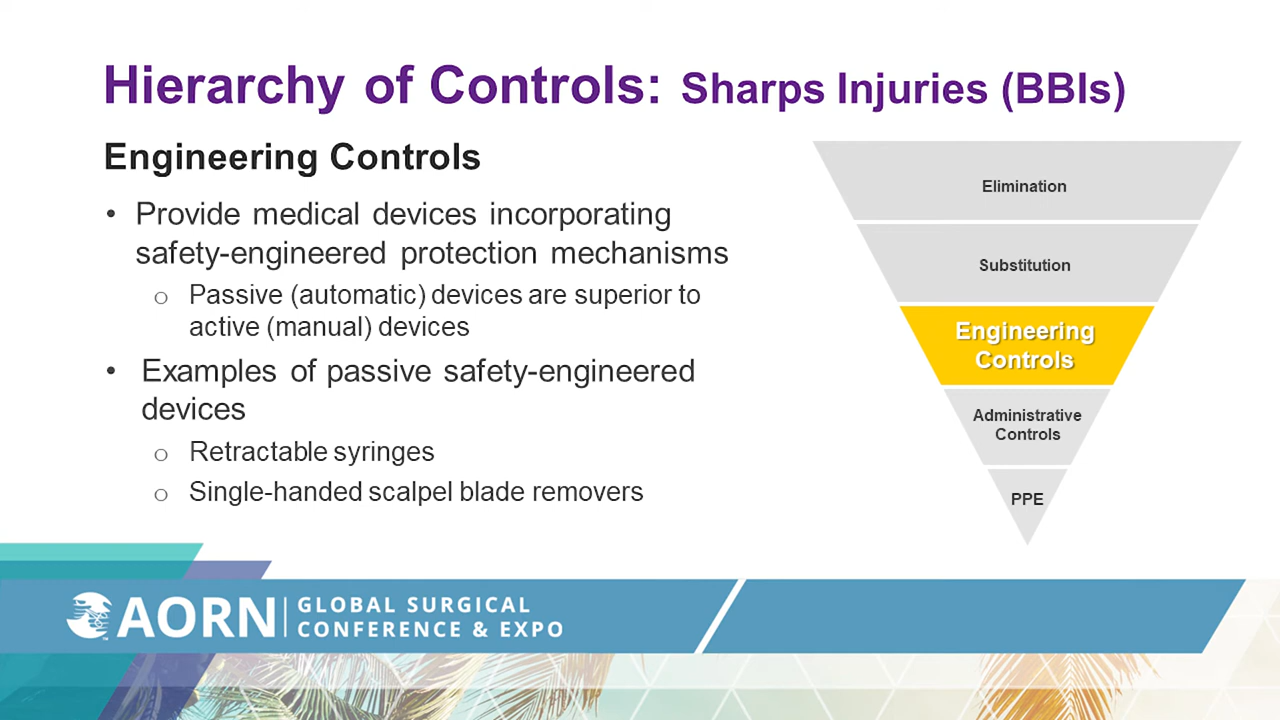 Hierarchy of Controls: Sharps Injuries (BBIs)
Engineering Controls
• Provide medical devices incorporating
safety-engineered protection mechanisms
o Passive (automatic) devices are superior to
active (manual) devices
• Examples of passive safety-engineered
devices
o Retractable syringes
o Single-handed scalpel blade removers
Elimination
Substitution
Engineering
Controls
Administrative
Controls
PPE
AORN
GLOBAL SURGICAL
CONFERENCE & EXPO